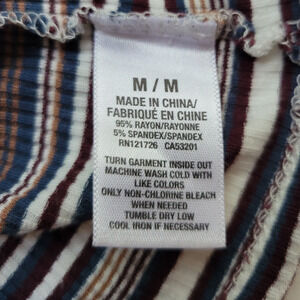 M / M
MADE IN CHINA/
FABRIQUÉ EN CHINE
95% RAYON/RAYONNE
5% SPANDEX/SPANDEX
RN121726 CA53201
TURN GARMENT INSIDE OUT
MACHINE WASH COLD WITH
LIKE COLORS
ONLY NON-CHLORINE BLEACH
WHEN NEEDED
TUMBLE DRY LOW
COOL IRON IF NECESSARY